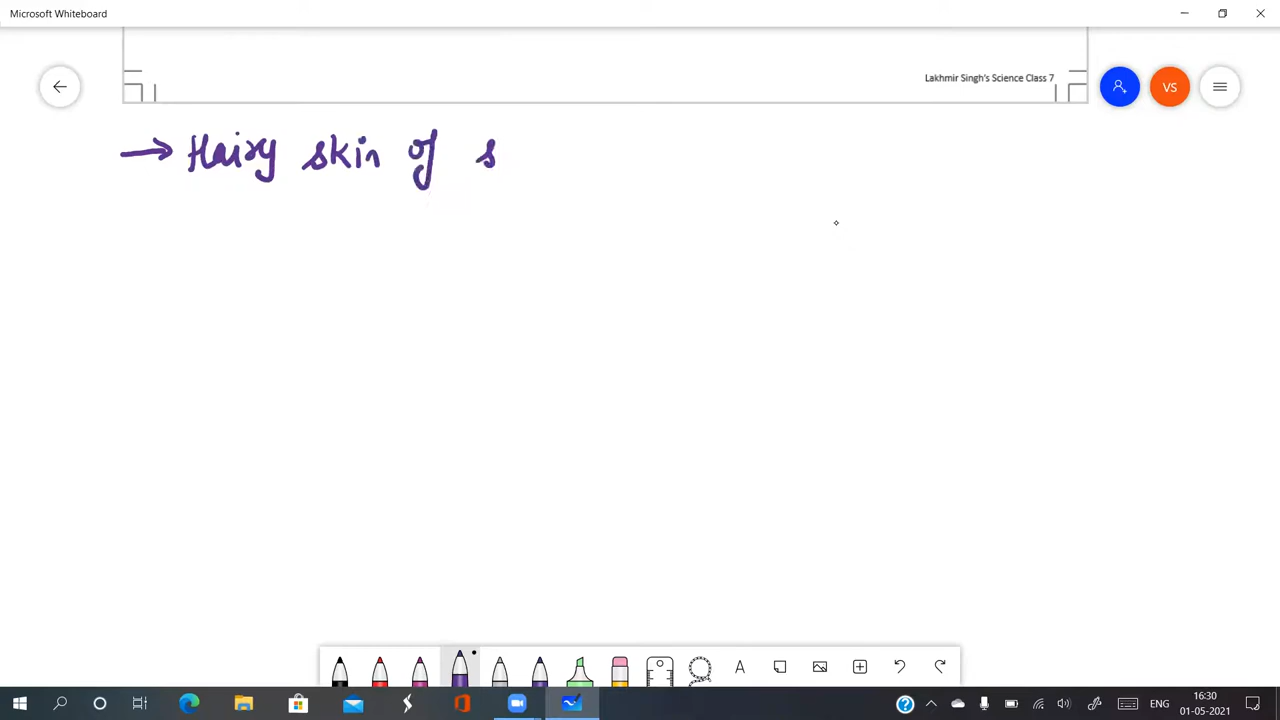 Microsoft Whiteboard
Lakhmir Singh's Science Class 7
VS
→ Hairy skin of s
A
ENG
16:30
01-05-2021